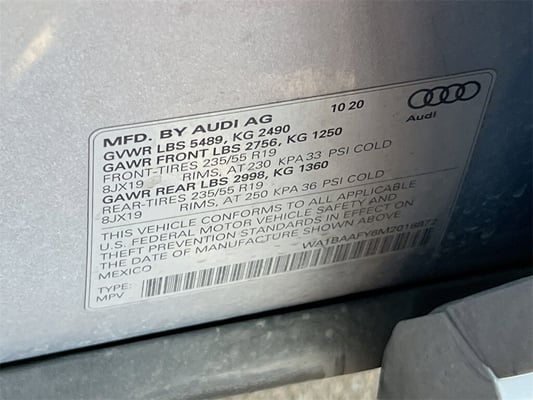 MFD. BY AUDI AG 10 20
Audi
GVWR LBS 5489, KG 2490
GAWR FRONT LBS 2756, KG 1250
FRONT-TIRES 235/55 R19
8JX19 RIMS, AT 230 KPA 33 PSI COLD
GAWR REAR LBS 2998, KG 1360
REAR-TIRES 235/55 R19
8JX19 RIMS, AT 250 KPA 36 PSI COLD
THIS VEHICLE CONFORMS TO ALL APPLICABLE
U.S. FEDERAL MOTOR VEHICLE SAFETY AND
THEFT PREVENTION STANDARDS IN EFFECT ON
THE DATE OF MANUFACTURE SHOWN ABOVE.
MEXICO
TYPE:
MPV